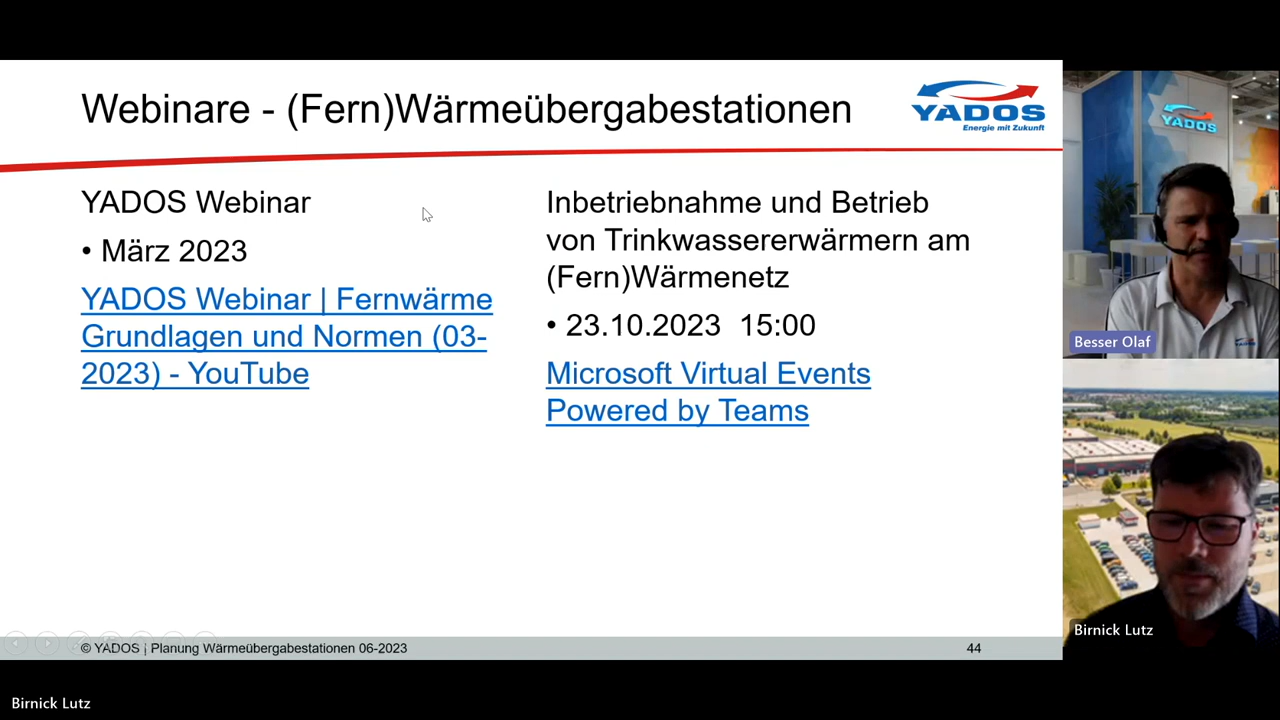 Webinare - (Fern)Wärmeübergabestationen
YADOS
Energie mit Zukunft
YADOS Webinar
• März 2023
YADOS Webinar | Fernwärme
Grundlagen und Normen (03-
2023) - YouTube
Inbetriebnahme und Betrieb
von Trinkwassererwärmern am
(Fern)Wärmenetz
• 23.10.2023 15:00
Microsoft Virtual Events
Powered by Teams
© YADOS | Planung Wärmeübergabestationen 06-2023
44
YADOS
Besser Olaf
Birnick Lutz
Birnick Lutz